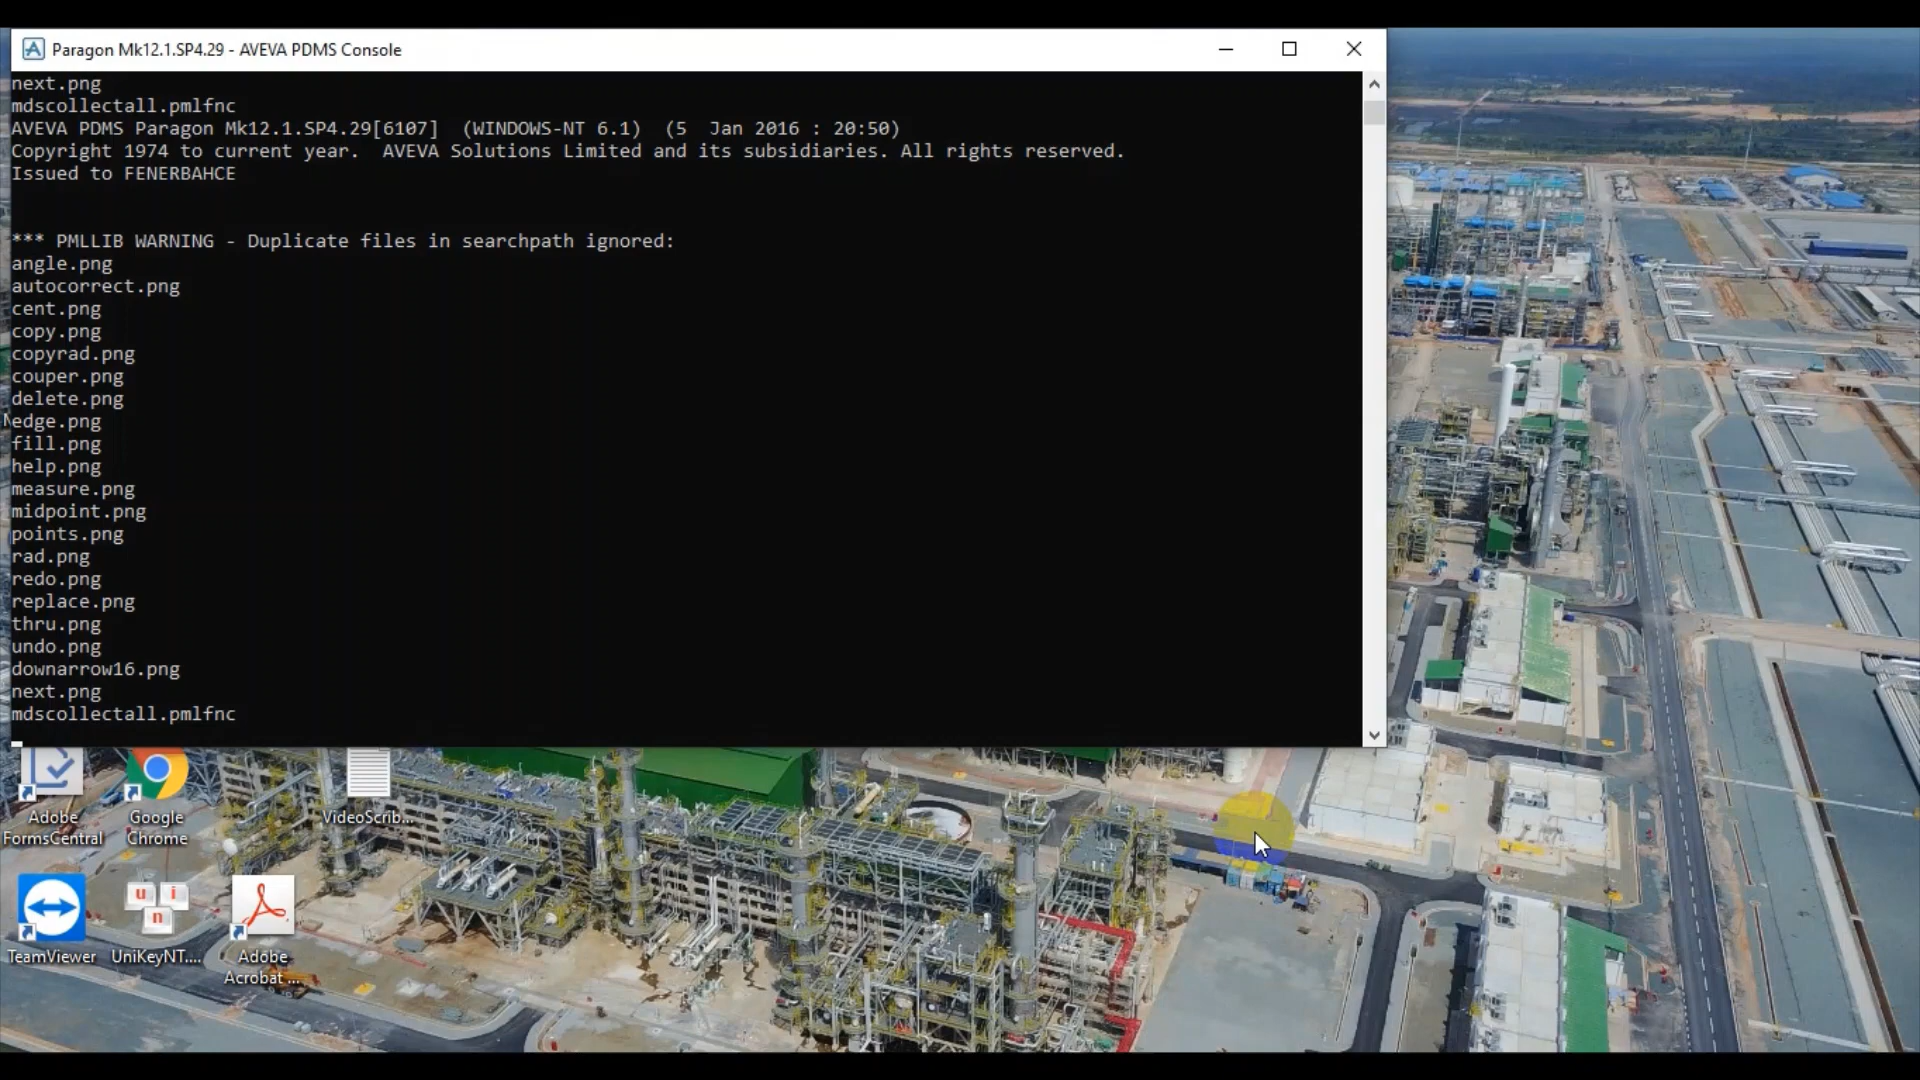 Paragon Mk12.1.SP4.29 - AVEVA PDMS Console
next.png
mdscollectall.pmlfnc
AVEVA PDMS Paragon Mk12.1.SP4.29[6107]  (WINDOWS-NT 6.1)  (5  Jan 2016 : 20:50)
Copyright 1974 to current year.  AVEVA Solutions Limited and its subsidiaries. All rights reserved.
Issued to FENERBAHCE
*** PMLLIB WARNING - Duplicate files in searchpath ignored:
angle.png
autocorrect.png
cent.png
copy.png
copyrad.png
couper.png
delete.png
edge.png
fill.png
help.png
measure.png
midpoint.png
points.png
rad.png
redo.png
replace.png
thru.png
undo.png
downarrow16.png
next.png
mdscollectall.pmlfnc
Adobe FormsCentral
Google Chrome
VideoScrib...
TeamViewer
u i n
UniKeyNT....
Adobe Acrobat ...